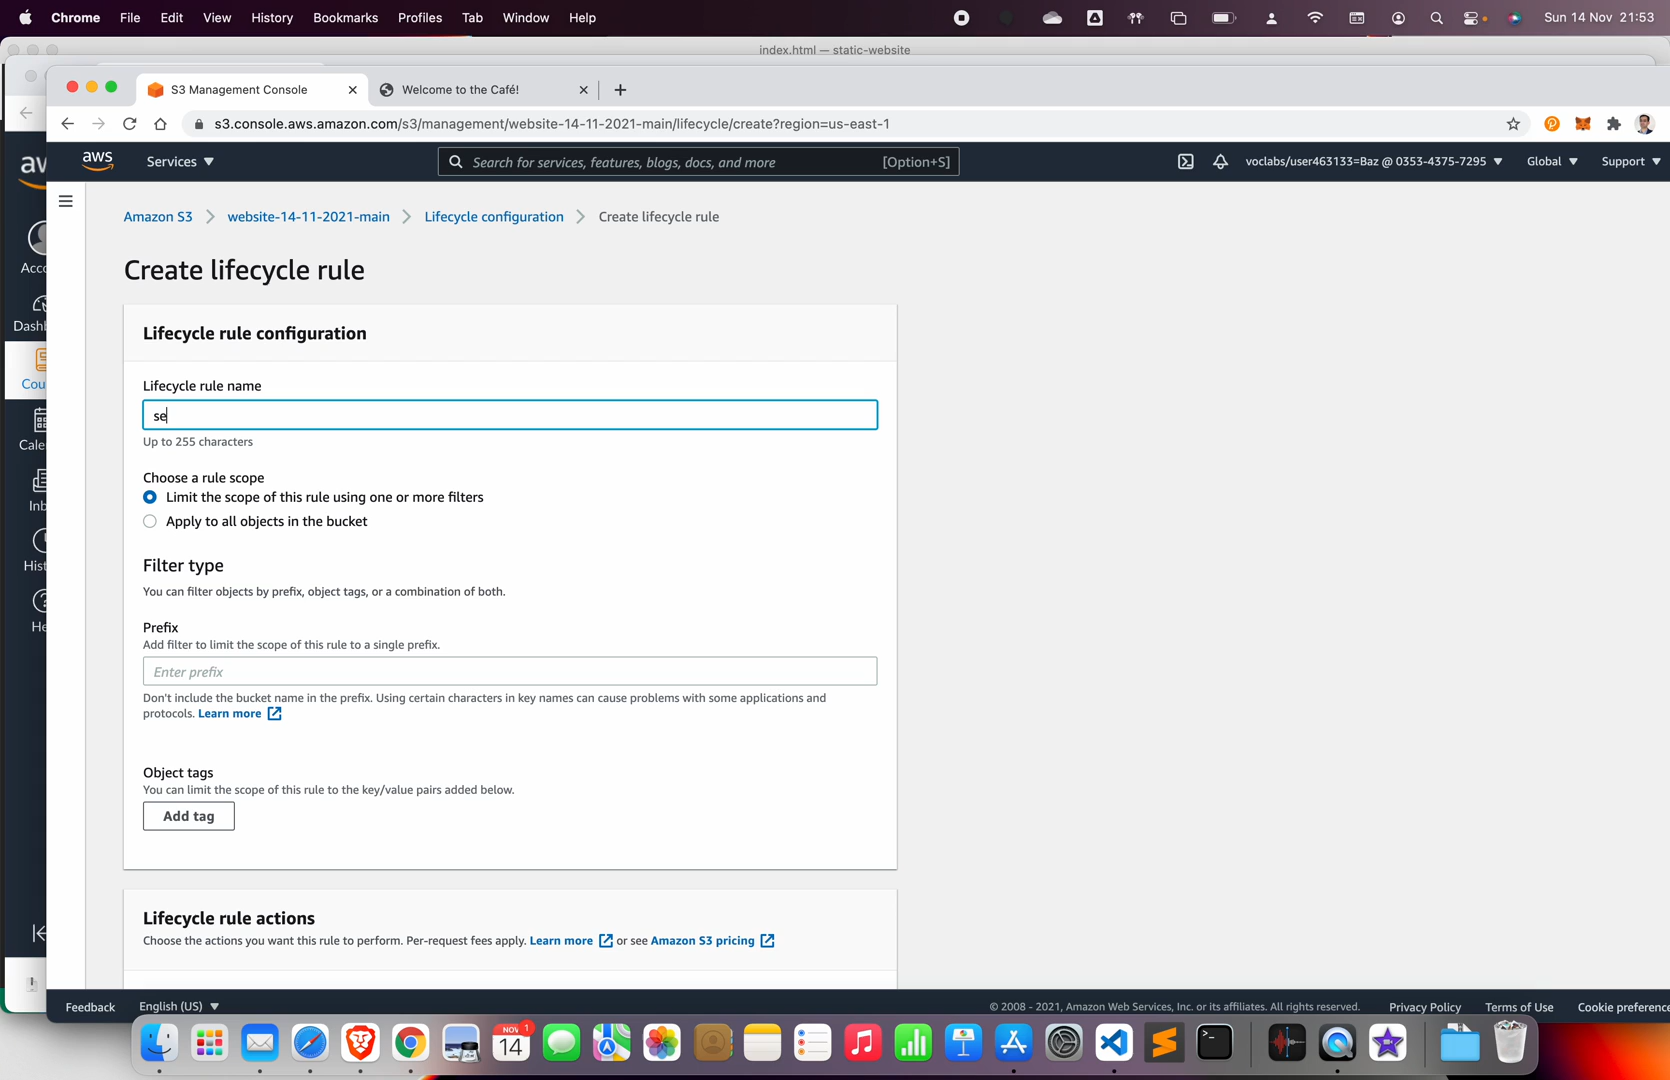 Chrome File Edit View History Bookmarks Profiles Tab Window Help Sun 14 Nov 21:53
index.html — static-website
S3 Management Console Welcome to the Café!
s3.console.aws.amazon.com/s3/management/website-14-11-2021-main/lifecycle/create?region=us-east-1
aws Services Search for services, features, blogs, docs, and more [Option+S] voclabs/user463133=Baz @ 0353-4375-7295 Global Support
Amazon S3 website-14-11-2021-main Lifecycle configuration Create lifecycle rule
Create lifecycle rule
Lifecycle rule configuration
Lifecycle rule name
se
Up to 255 characters
Choose a rule scope
Limit the scope of this rule using one or more filters
Apply to all objects in the bucket
Filter type
You can filter objects by prefix, object tags, or a combination of both.
Prefix
Add filter to limit the scope of this rule to a single prefix.
Enter prefix
Don't include the bucket name in the prefix. Using certain characters in key names can cause problems with some applications and
protocols. Learn more
Object tags
You can limit the scope of this rule to the key/value pairs added below.
Add tag
Lifecycle rule actions
Choose the actions you want this rule to perform. Per-request fees apply. Learn more or see Amazon S3 pricing
Feedback English (US) © 2008 - 2021, Amazon Web Services, Inc. or its affiliates. All rights reserved. Privacy Policy Terms of Use Cookie preference
NOV 1
14